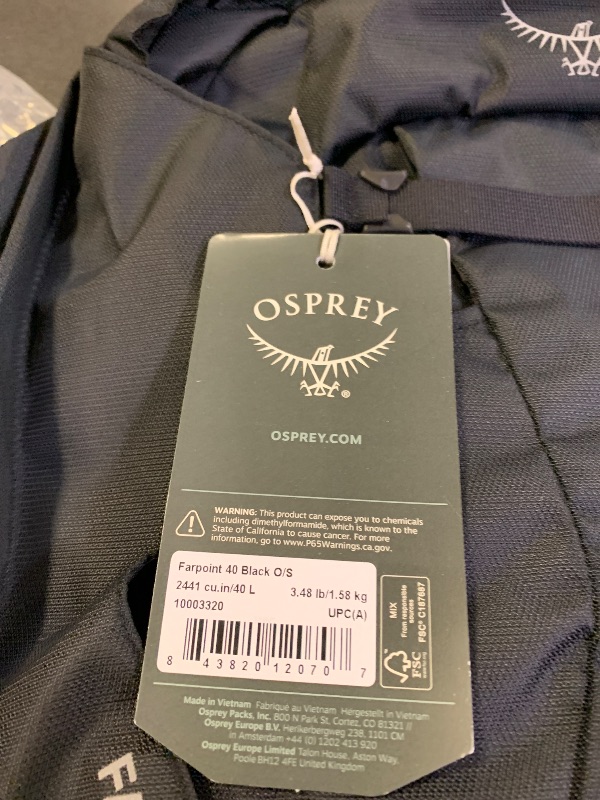 OSPREY
®
OSPREY.COM
WARNING: This product can expose you to chemicals
including dimethylformamide, which is known to the
State of California to cause cancer. For more
information, go to www.P65Warnings.ca.gov.
Farpoint 40 Black O/S
2441 cu.in/40 L 3.48 lb/1.58 kg
10003320 UPC(A)
8 43820 12070 7
MIX
From responsible
sources
FSC® C157687
FSC
Made in Vietnam Fabriqué au Vietnam Hergestellt in Vietnam
Osprey Packs, Inc. 800 N Park St. Cortez, CO 81321 //
Osprey Europe B.V. Herikerbergweg 238, 1101 CM
in Amsterdam +44 (0) 1202 413 920
Osprey Europe Limited Talon House, Aston Way,
Poole BH12 4FE United Kingdom